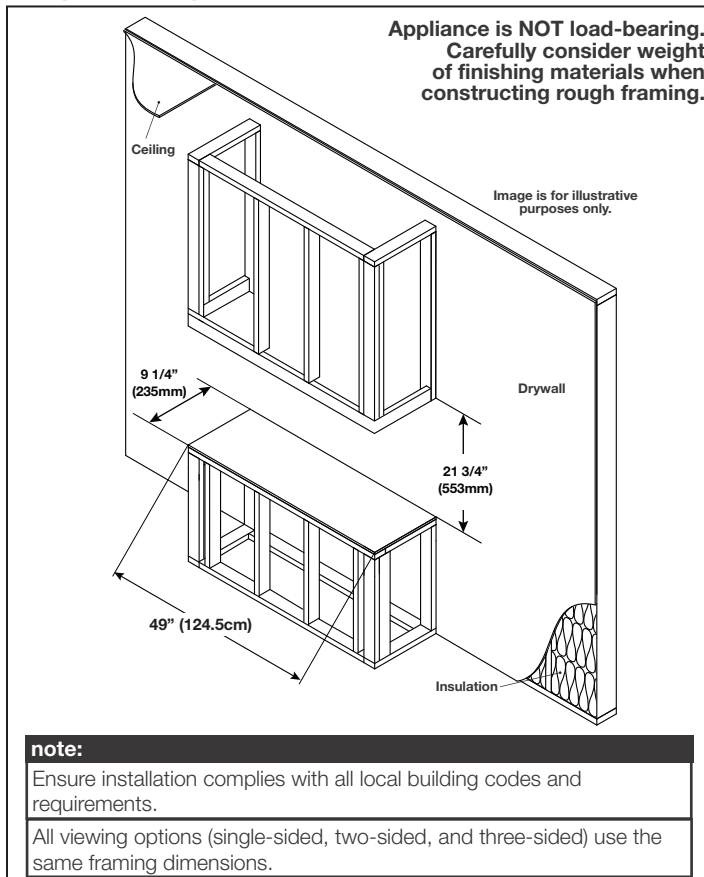 Appliance is NOT load-bearing.
Carefully consider weight
of finishing materials when
constructing rough framing.
Ceiling
Image is for illustrative
purposes only.
9 1/4”
(235mm)
Drywall
21 3/4”
(553mm)
49” (124.5cm)
Insulation
note:
Ensure installation complies with all local building codes and
requirements.
All viewing options (single-sided, two-sided, and three-sided) use the
same framing dimensions.